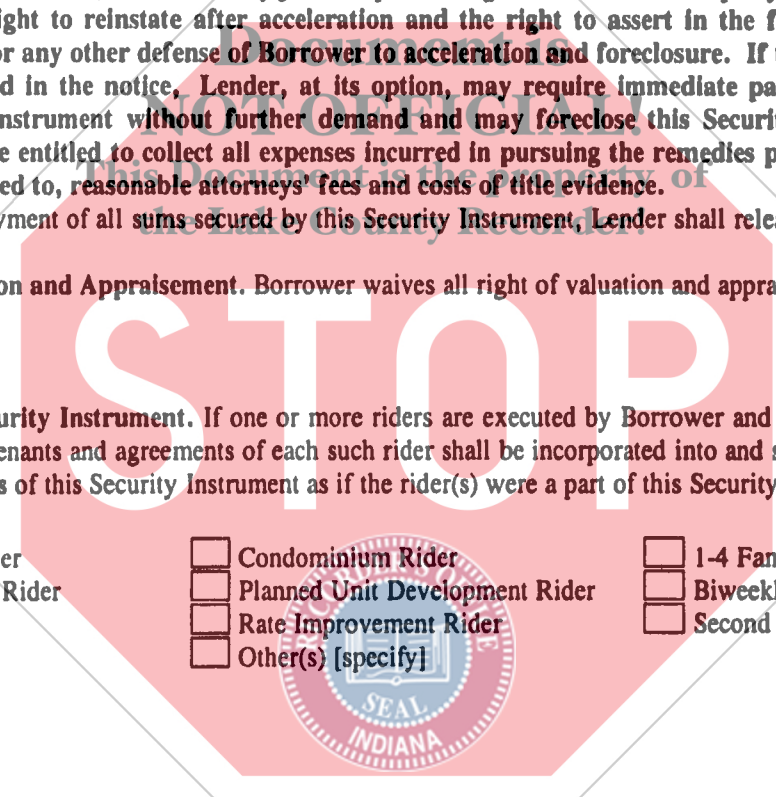 ight to reinstate after acceleration and the right to assert in the f
or any other defense of Borrower to acceleration and foreclosure. If
d in the notice, Lender, at its option, may require immediate pa
nstrument without further demand and may foreclose this Securi
e entitled to collect all expenses incurred in pursuing the remedies p
ed to, reasonable attorneys' fees and costs of title evidence.
yment of all sums secured by this Security Instrument, Lender shall relea
on and Appraisement. Borrower waives all right of valuation and appra
urity Instrument. If one or more riders are executed by Borrower and
enants and agreements of each such rider shall be incorporated into and s
s of this Security Instrument as if the rider(s) were a part of this Security
er
Condominium Rider
1-4 Fan
Rider
Planned Unit Development Rider
Biweekl
Rate Improvement Rider
Second
Other(s) [specify]
Document is
NOT OFFICIAL!
This Document is the property of
the Lake County Recorder!
STOP
RECORDER'S OFFICE
SEAL
INDIANA